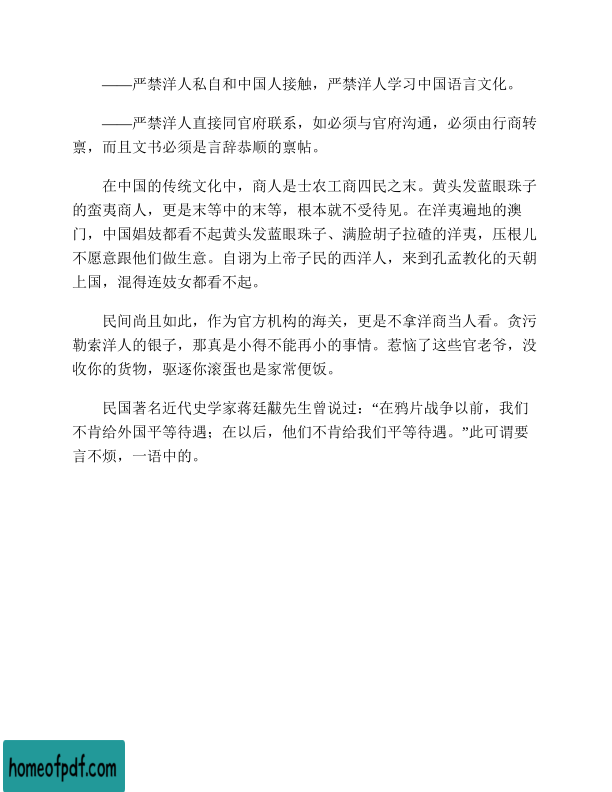 ——严禁洋人私自和中国人接触，严禁洋人学习中国语言文化。
——严禁洋人直接同官府联系，如必须与官府沟通，必须由行商转
禀，而且文书必须是言辞恭顺的禀帖。
在中国的传统文化中，商人是士农工商四民之末。黄头发蓝眼珠子
的蛮夷商人，更是末等中的末等，根本就不受待见。在洋夷遍地的澳
门，中国娼妓都看不起黄头发蓝眼珠子、满脸胡子拉碴的洋夷，压根儿
不愿意跟他们做生意。自诩为上帝子民的西洋人，来到孔孟教化的天朝
上国，混得连妓女都看不起。
民间尚且如此，作为官方机构的海关，更是不拿洋商当人看。贪污
勒索洋人的银子，那真是小得不能再小的事情。惹恼了这些官老爷，没
收你的货物，驱逐你滚蛋也是家常便饭。
民国著名近代史学家蒋廷黻先生曾说过：“在鸦片战争以前，我们
不肯给外国平等待遇；在以后，他们不肯给我们平等待遇。”此可谓要
言不烦，一语中的。
homeofpdf.com